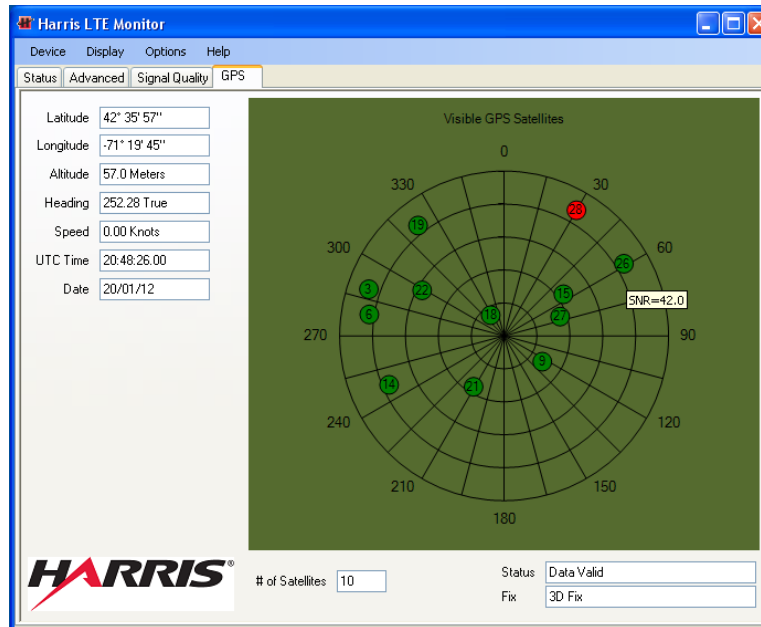 Harris LTE Monitor
Device Display Options Help
Status Advanced Signal Quality GPS
Latitude 42° 35' 57"
Longitude -71° 19' 45"
Altitude 57.0 Meters
Heading 252.28 True
Speed 0.00 Knots
UTC Time 20:48:26.00
Date 20/01/12
Visible GPS Satellites
0
330
30
28
19
300
60
26
3
22
15
SNR=42.0
6
18
27
270
90
9
14
21
240
120
210
150
180
HARRIS®
# of Satellites 10
Status Data Valid
Fix 3D Fix